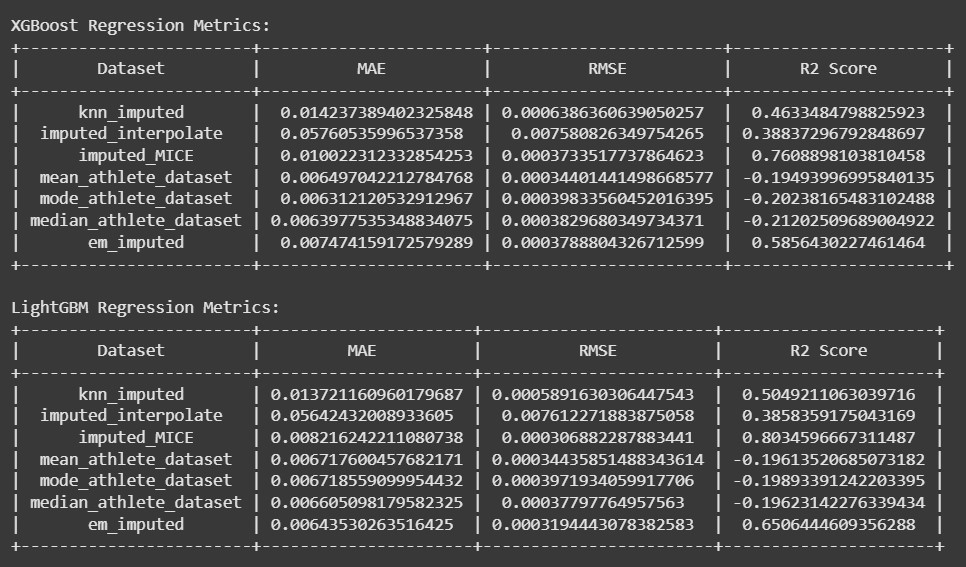 XGBoost Regression Metrics:
+-------------------------+------------------------+-------------------------+-----------------------+
| Dataset | MAE | RMSE | R2 Score |
+-------------------------+------------------------+-------------------------+-----------------------+
| knn_imputed | 0.014237389402325848 | 0.0006386360639050257 | 0.4633484798825923 |
| imputed_interpolate | 0.05760535996537358 | 0.007580826349754265 | 0.38837296792848697 |
| imputed_MICE | 0.010022312332854253 | 0.0003733517737864623 | 0.7608898103810458 |
| mean_athlete_dataset | 0.006497042212784768 | 0.00034401441498668577 | -0.19493996995840135 |
| mode_athlete_dataset | 0.006312120532912967 | 0.00039833560452016395 | -0.20238165483102488 |
| median_athlete_dataset | 0.00639775535348834075 | 0.0003829680349734371 | -0.21202509689004922 |
| em_imputed | 0.007474159172579289 | 0.0003788804326712599 | 0.5856430227461464 |
+-------------------------+------------------------+-------------------------+-----------------------+
LightGBM Regression Metrics:
+-------------------------+-----------------------+-------------------------+-----------------------+
| Dataset | MAE | RMSE | R2 Score |
+-------------------------+-----------------------+-------------------------+-----------------------+
| knn_imputed | 0.013721160960179687 | 0.0005891630306447543 | 0.5049211063039716 |
| imputed_interpolate | 0.05642432008933605 | 0.007612271883875058 | 0.3858359175043169 |
| imputed_MICE | 0.008216242211080738 | 0.000306882287883441 | 0.8034596667311487 |
| mean_athlete_dataset | 0.006717600457682171 | 0.00034435851488343614 | -0.19613520685073182 |
| mode_athlete_dataset | 0.006718559099954432 | 0.0003971934059917706 | -0.19893391242203395 |
| median_athlete_dataset | 0.006605098179582325 | 0.00037797764957563 | -0.19623142276339434 |
| em_imputed | 0.00643530263516425 | 0.0003194443078382583 | 0.6506444609356288 |
+-------------------------+-----------------------+-------------------------+-----------------------+